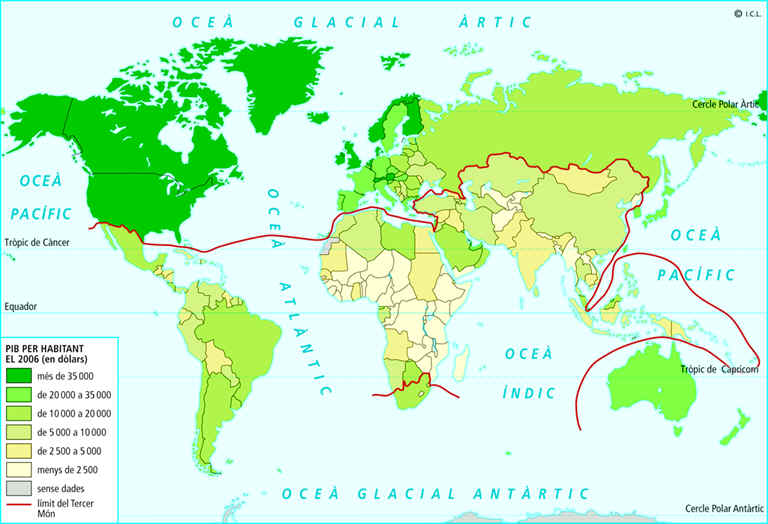 OCEÀ GLACIAL ÀRTIC
© I.C.L.
Cercle Polar Àrtic
OCEÀ
PACÍFIC
Tròpic de Càncer
OCEÀ ATLÀNTIC
OCEÀ
PACÍFIC
Equador
OCEÀ
ÍNDIC
Tròpic de Capricorn
PIB PER HABITANT
EL 2006 (en dòlars)
més de 35 000
de 20 000 a 35 000
de 10 000 a 20 000
de 5 000 a 10 000
de 2 500 a 5 000
menys de 2 500
sense dades
límit del Tercer
Món
OCEÀ GLACIAL ANTÀRTIC
Cercle Polar Antàrtic